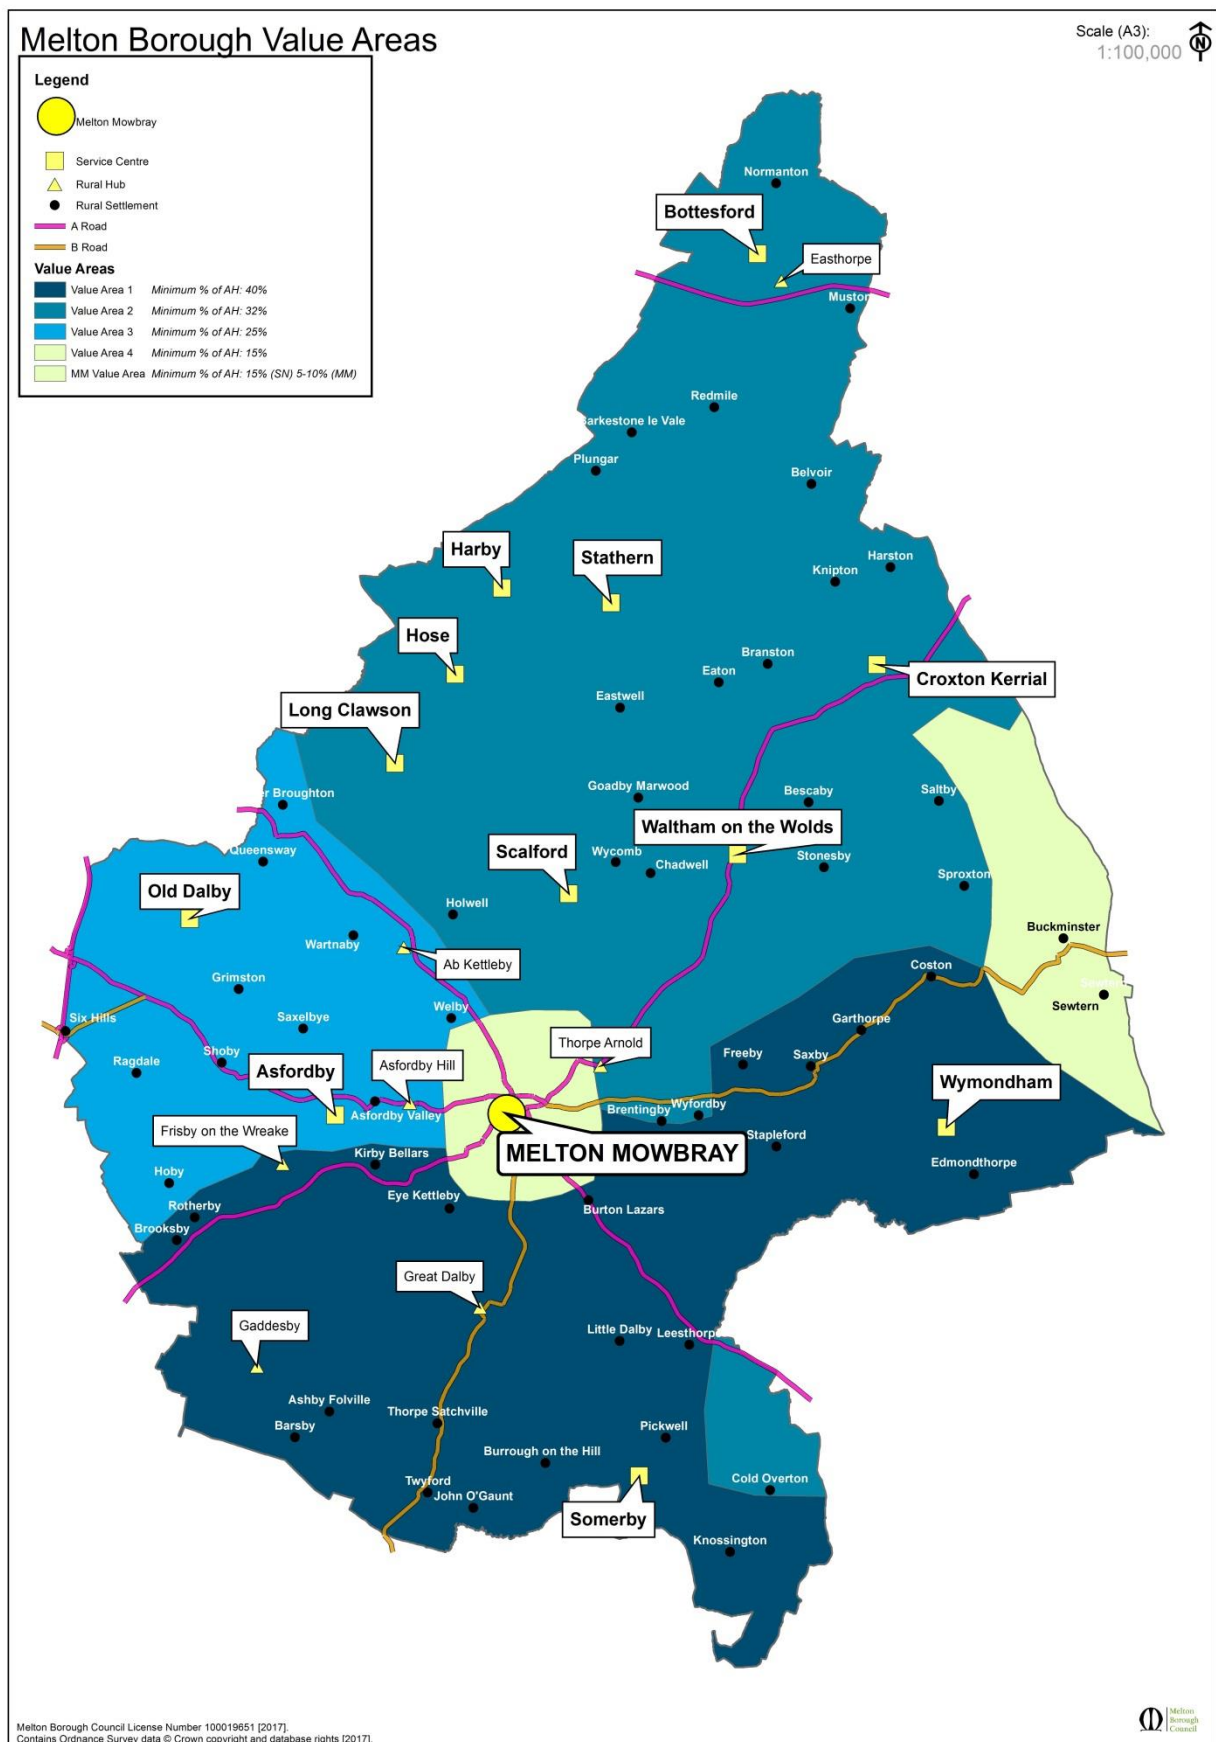 Melton Borough Value Areas
Scale (A3):
1:100,000
N
Legend
Melton Mowbray
Service Centre
Rural Hub
Rural Settlement
A Road
B Road
Value Areas
Value Area 1 Minimum % of AH: 40%
Value Area 2 Minimum % of AH: 32%
Value Area 3 Minimum % of AH: 25%
Value Area 4 Minimum % of AH: 15%
MM Value Area Minimum % of AH: 15% (SN) 5-10% (MM)
Normanton
Bottesford
Easthorpe
Muston
Redmile
Barkestone le Vale
Plungar
Belvoir
Harby
Stathern
Harston
Knipton
Hose
Branston
Eaton
Croxton Kerrial
Long Clawson
Eastwell
er Broughton
Goadby Marwood
Bescaby
Saltby
Waltham on the Wolds
Queensway
Scalford
Wycomb
Chadwell
Stonesby
Sproxton
Old Dalby
Holwell
Buckminster
Wartnaby
Ab Kettleby
Coston
Grimston
Sewtern
Sewtern
Welby
Six Hills
Saxelbye
Garthorpe
Thorpe Arnold
Shoby
Ragdale
Asfordby
Asfordby Hill
Freeby
Saxby
Wymondham
Asfordby Valley
Brentingby
Wyfordby
Frisby on the Wreake
Stapleford
MELTON MOWBRAY
Kirby Bellars
Edmondthorpe
Hoby
Eye Kettleby
Rotherby
Burton Lazars
Brooksby
Great Dalby
Gaddesby
Little Dalby
Leesthorpe
Ashby Folville
Thorpe Satchville
Barsby
Pickwell
Burrough on the Hill
Twyford
Cold Overton
John O'Gaunt
Somerby
Knossington
Melton Borough Council License Number 100019651 [2017].
Contains Ordnance Survey data © Crown copyright and database rights [2017].
Melton
Borough
Council